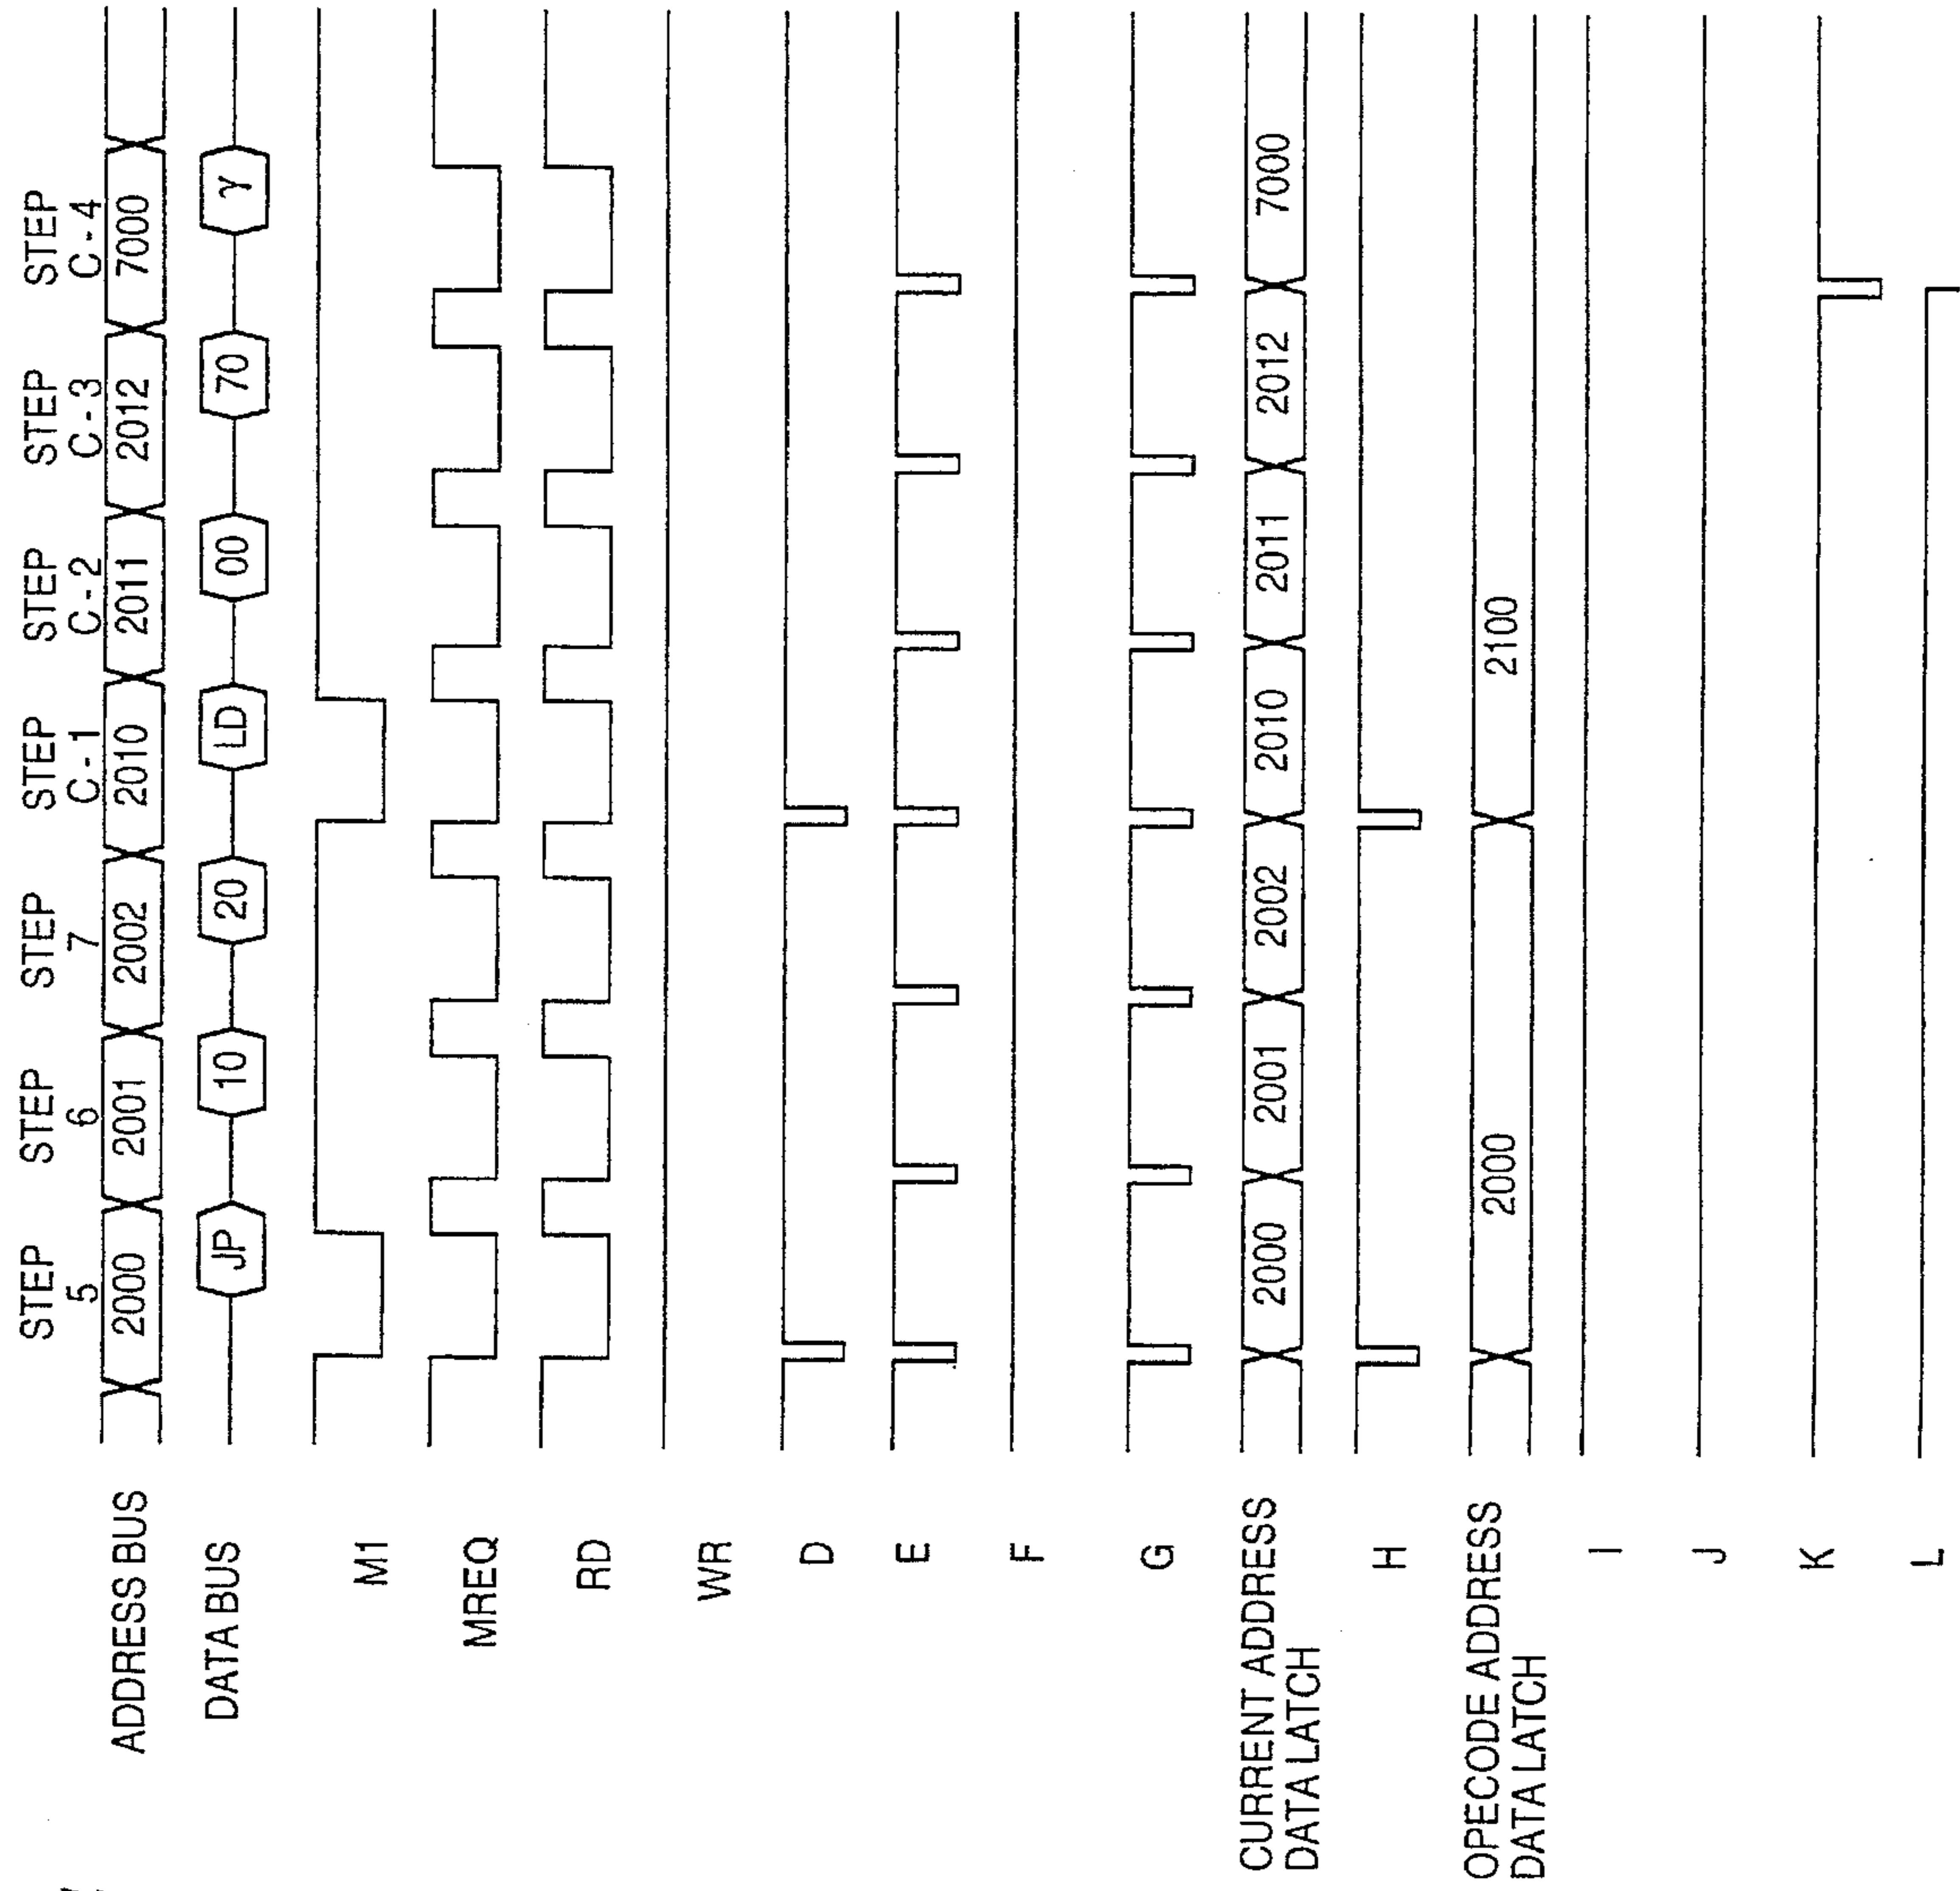 STEP 5 STEP 6 STEP 7 STEP C-1 STEP C-2 STEP C-3 STEP C-4
ADDRESS BUS 2000 2001 2002 2010 2011 2012 7000
DATA BUS JP 10 20 LD 00 70 γ
M1
MREQ
RD
WR
D
E
F
G
CURRENT ADDRESS
DATA LATCH 2000 2001 2002 2010 2011 2012 7000
H
OPECODE ADDRESS
DATA LATCH 2000 2100
I
J
K
L